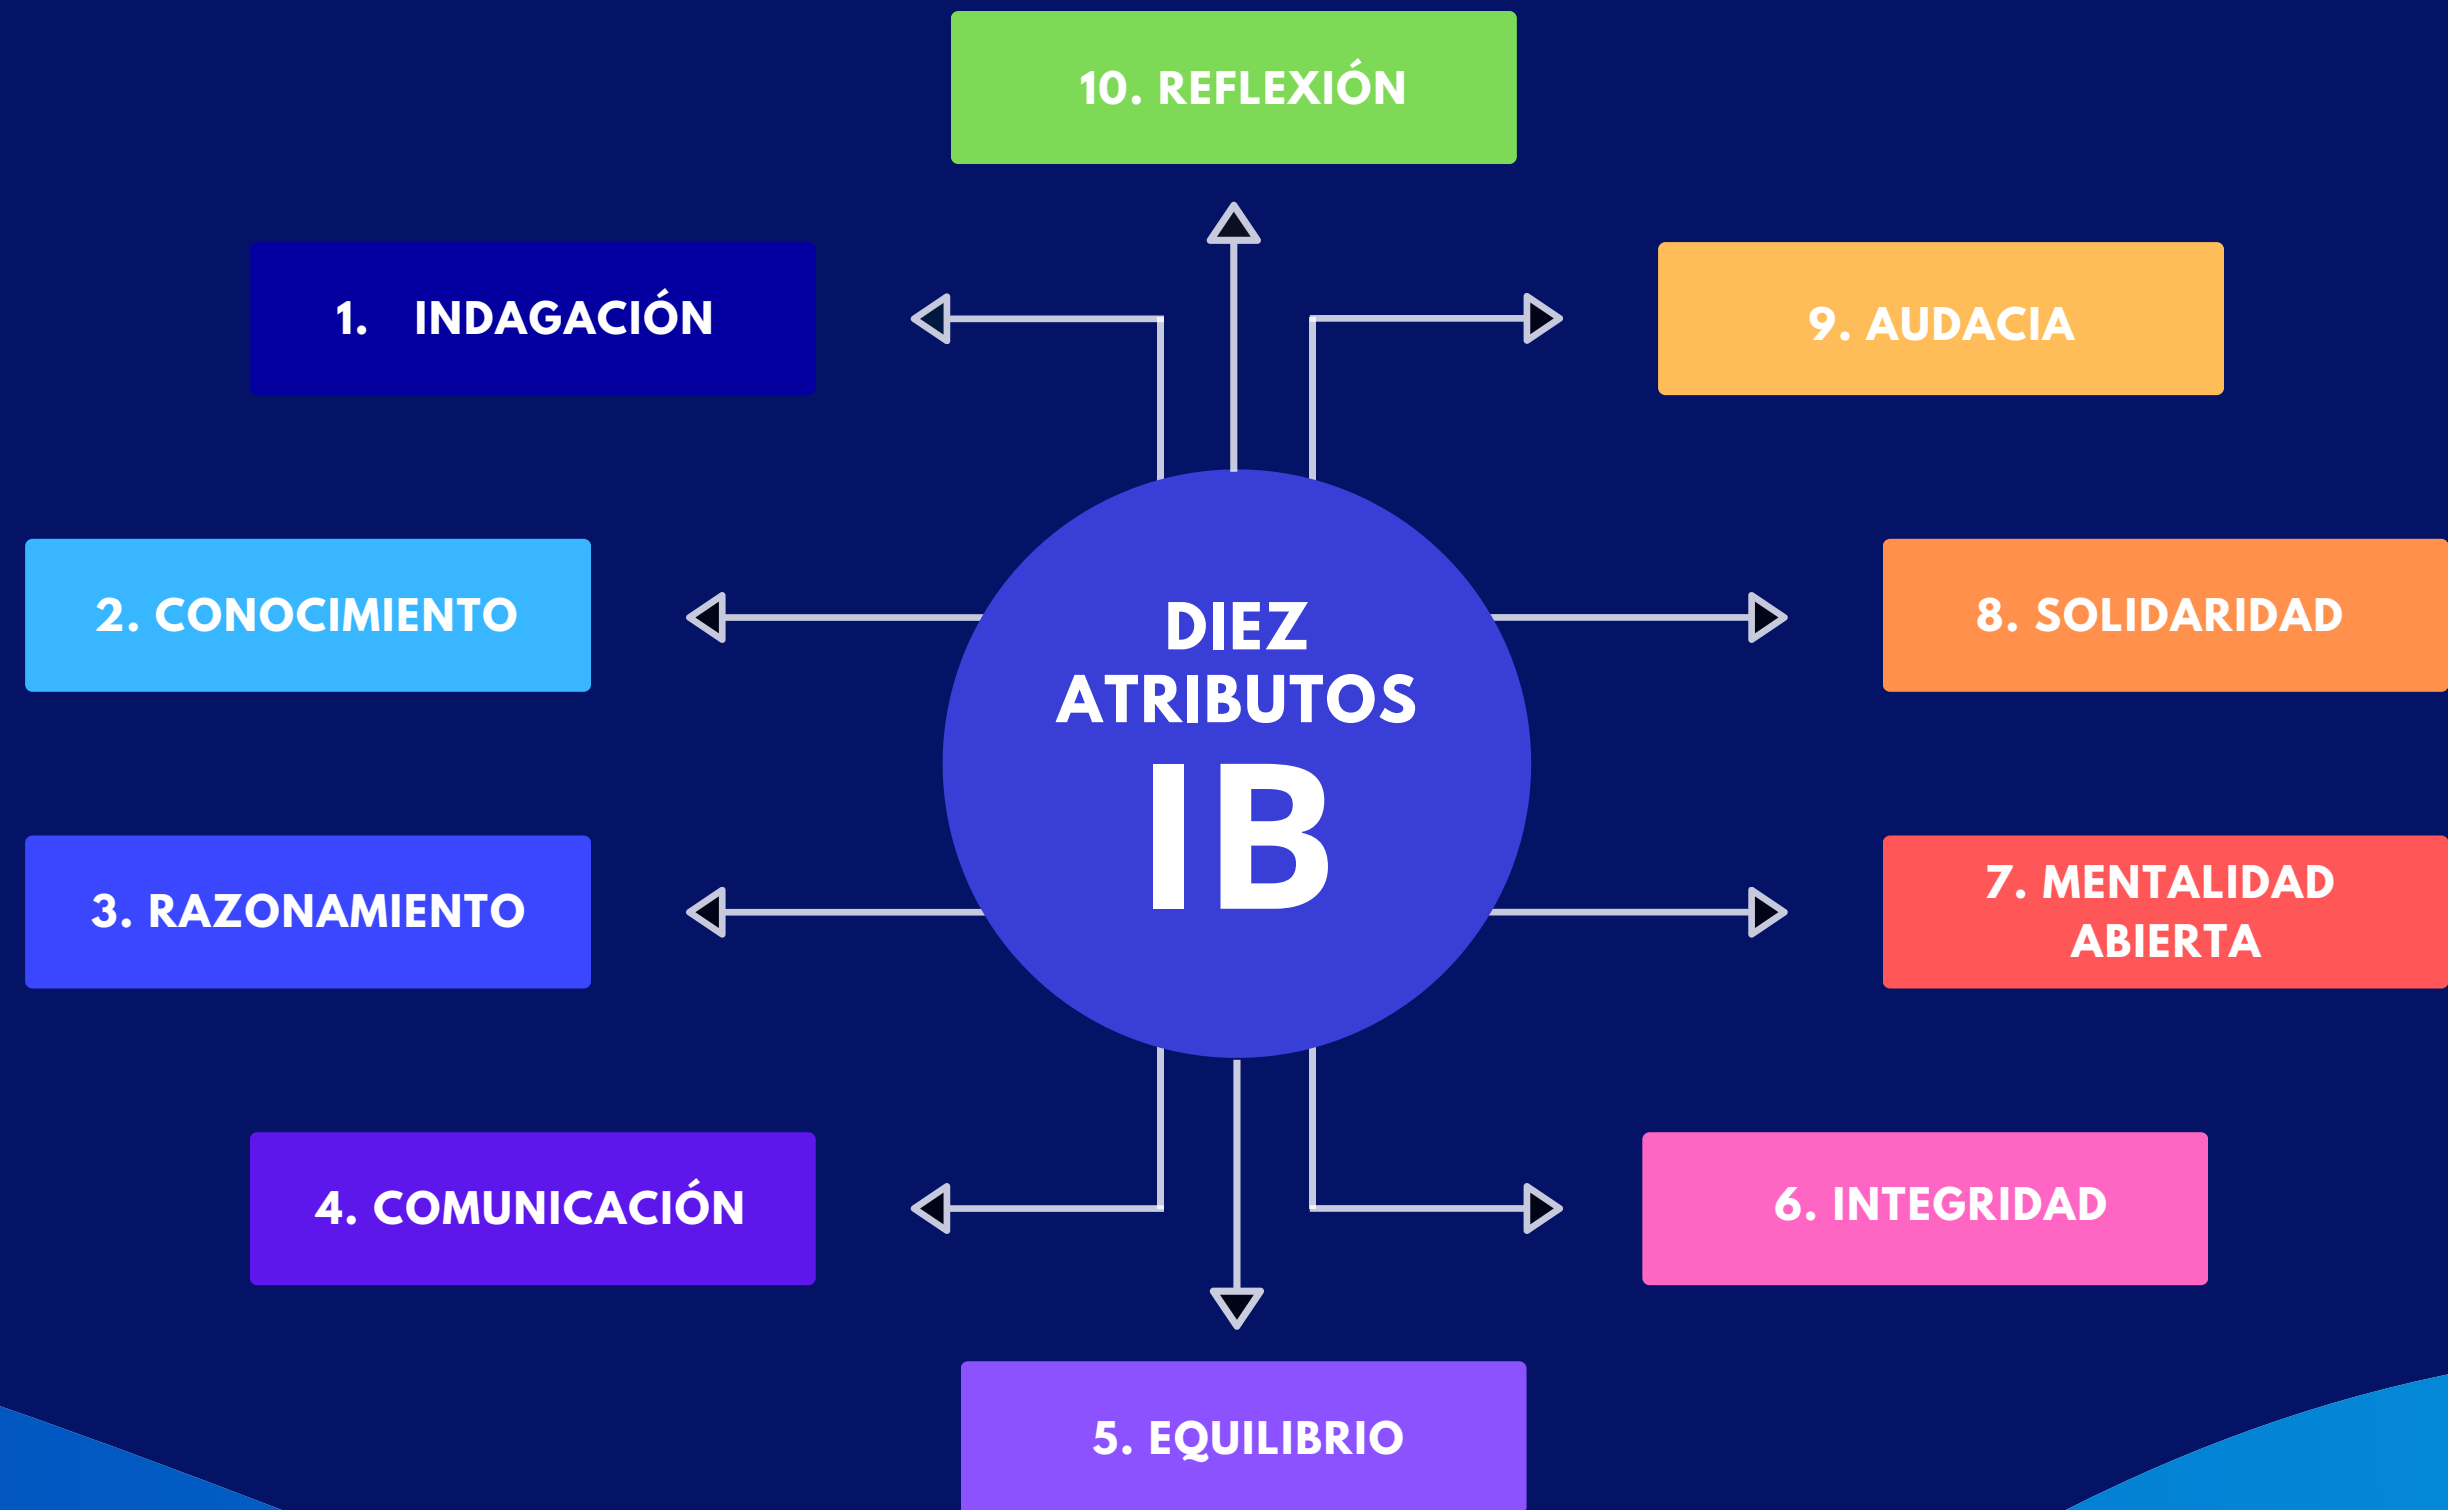 10. REFLEXIÓN
1. INDAGACIÓN
9. AUDACIA
2. CONOCIMIENTO
DIEZ
ATRIBUTOS
IB
8. SOLIDARIDAD
3. RAZONAMIENTO
7. MENTALIDAD
ABIERTA
4. COMUNICACIÓN
6. INTEGRIDAD
5. EQUILIBRIO